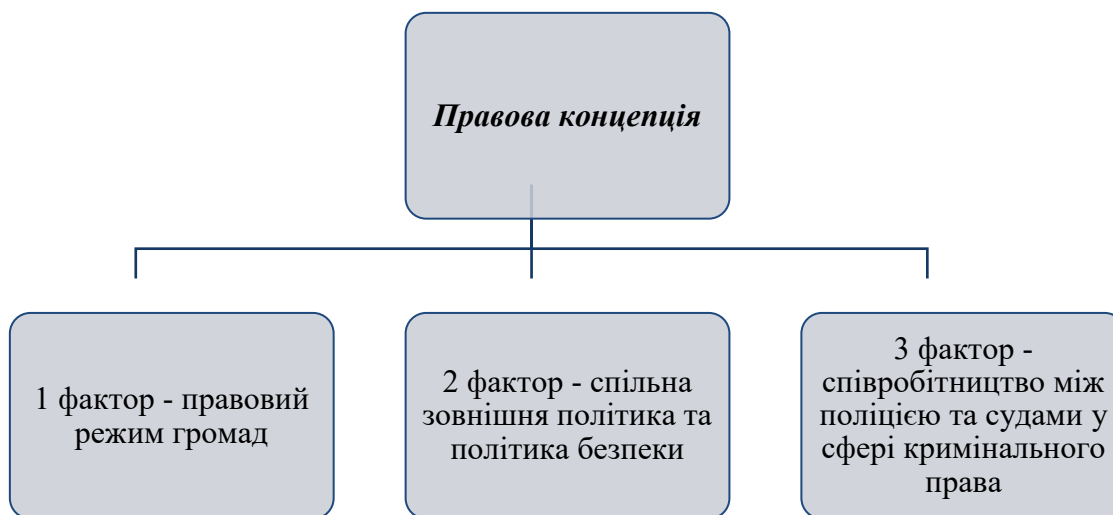 Правова концепція
1 фактор - правовий
режим громад
2 фактор - спільна
зовнішня політика та
політика безпеки
3 фактор -
співробітництво між
поліцією та судами у
сфері кримінального
права